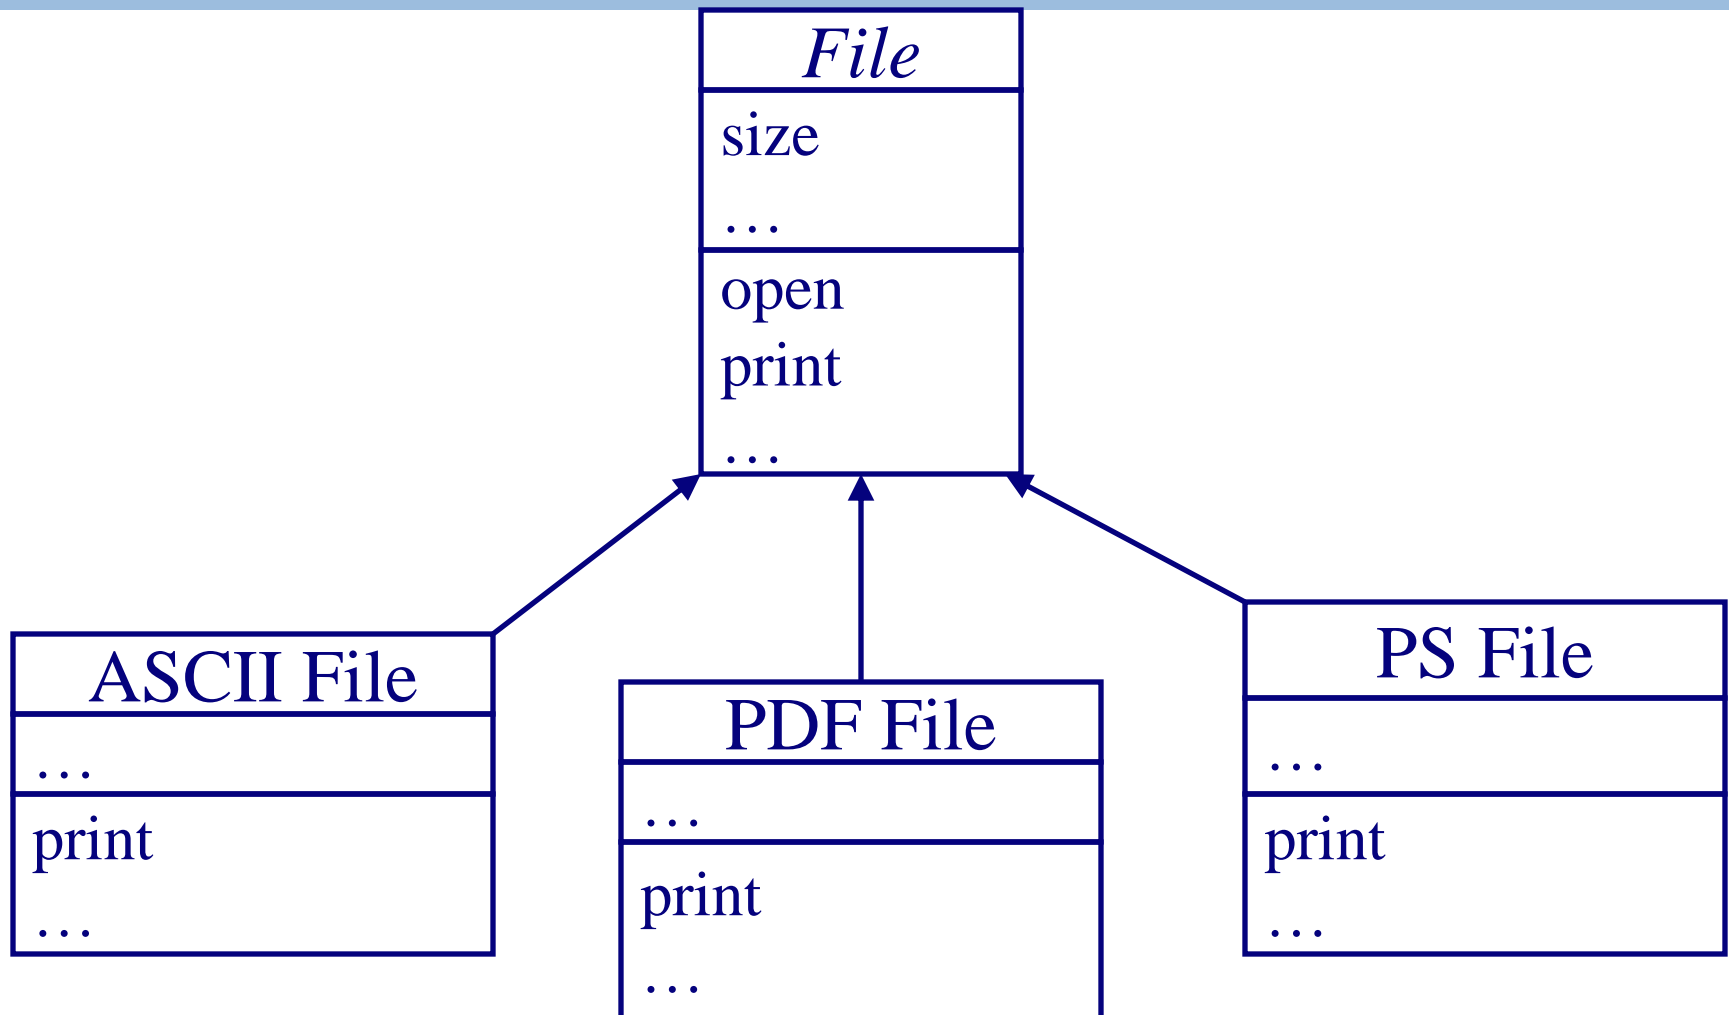 File
size
…
open
print
…
ASCII File
…
print
…
PDF File
…
print
…
PS File
…
print
…